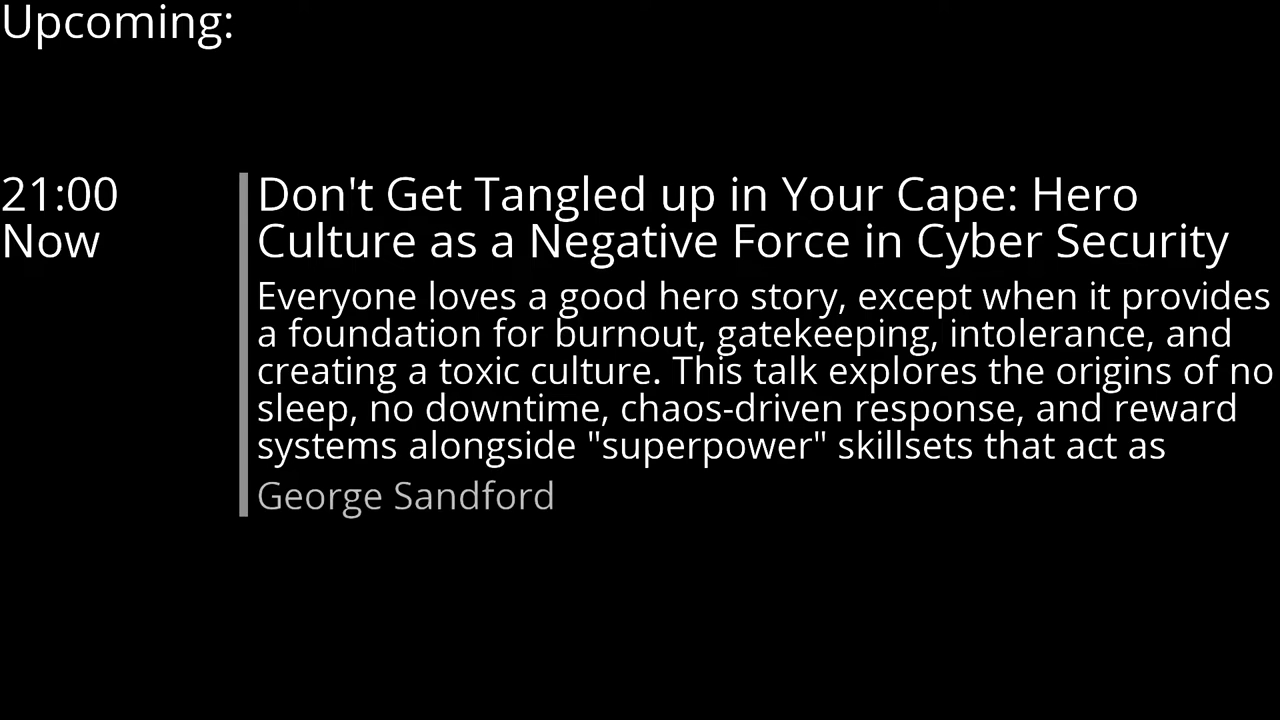 Upcoming:
21:00
Now
Don't Get Tangled up in Your Cape: Hero
Culture as a Negative Force in Cyber Security
Everyone loves a good hero story, except when it provides
a foundation for burnout, gatekeeping, intolerance, and
creating a toxic culture. This talk explores the origins of no
sleep, no downtime, chaos-driven response, and reward
systems alongside "superpower" skillsets that act as
George Sandford